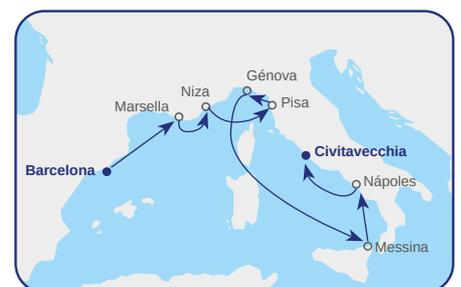 Génova
Niza
Pisa
Marsella
Civitavecchia
Barcelona
Nápoles
Messina